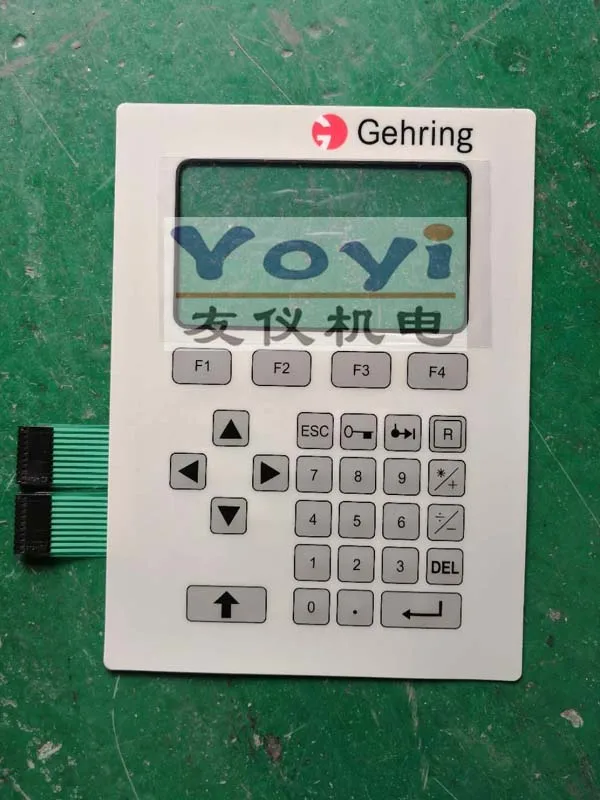 Gehring
Yoyi
友仪机电
F1 F2 F3 F4
ESC R
7 8 9 * / +
4 5 6 ÷ / −
1 2 3 DEL
0 .